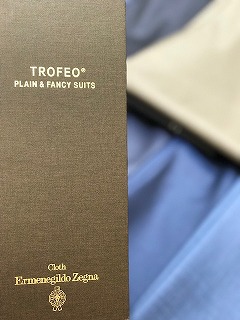 TROFEO®
PLAIN & FANCY SUITS
Cloth
Ermenegildo Zegna